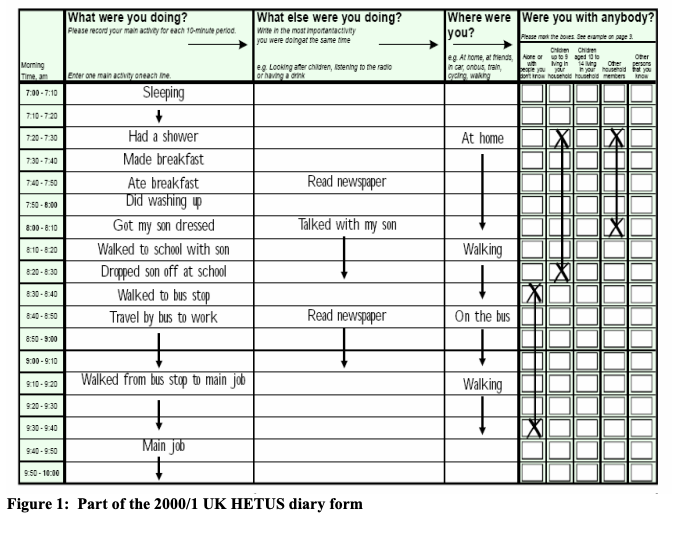 What were you doing?
Please record your main activity for each 10-minute period.
Enter one main activity oneach line.
What else were you doing?
Write in the most importantactivity
you were doingat the same time
e.g. Looking after children, listening to the radio
or having a drink
Where were
you?
e.g. At home, at friends,
in car, onbus, train,
cycling, walking
Were you with anybody?
Please mark the boxes. See example on page 3.
Alone or
with
people you
don't know
Children
up to 9
living in
your
household
Children
aged 10 to
14 living
in your
household
Other
household
members
Other
persons
that you
know
Morning
Time, am
7:00 - 7:10 Sleeping
7:10 - 7:20
7:20 - 7:30 Had a shower At home X X
7:30 - 7:40 Made breakfast
7:40 - 7:50 Ate breakfast Read newspaper
7:50 - 8:00 Did washing up
8:00 - 8:10 Got my son dressed Talked with my son X
8:10 - 8:20 Walked to school with son Walking
8:20 - 8:30 Dropped son off at school X
8:30 - 8:40 Walked to bus stop X
8:40 - 8:50 Travel by bus to work Read newspaper On the bus
8:50 - 9:00
9:00 - 9:10
9:10 - 9:20 Walked from bus stop to main job Walking
9:20 - 9:30
9:30 - 9:40 X
9:40 - 9:50 Main job
9:50 - 10:00
Figure 1: Part of the 2000/1 UK HETUS diary form